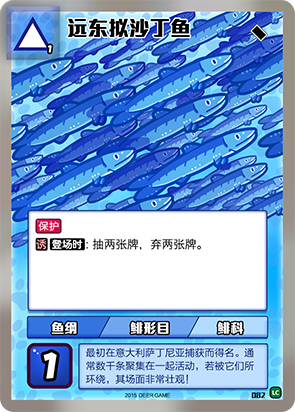 远东拟沙丁鱼
1
保护
诱 登场时: 抽两张牌，弃两张牌。
鱼纲 鲱形目 鲱科
1
最初在意大利萨丁尼亚捕获而得名。通
常数千条聚集在一起活动，若被它们所
环绕，其场面非常壮观！
2015 DEER GAME 082 LC